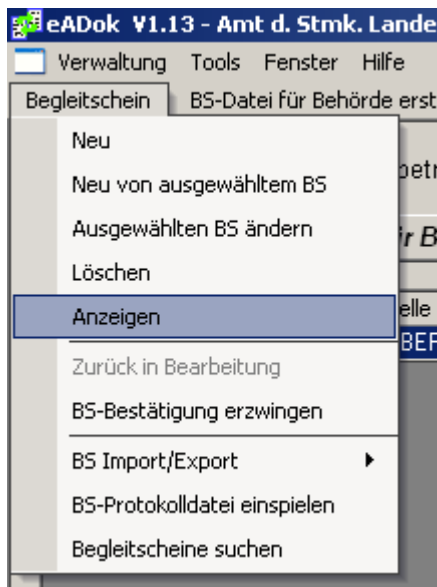 eADok V1.13 - Amt d. Stmk. Lande
Verwaltung Tools Fenster Hilfe
Begleitschein BS-Datei für Behörde erst
Neu
Neu von ausgewähltem BS
Ausgewählten BS ändern
Löschen
Anzeigen
Zurück in Bearbeitung
BS-Bestätigung erzwingen
BS Import/Export
BS-Protokolldatei einspielen
Begleitscheine suchen